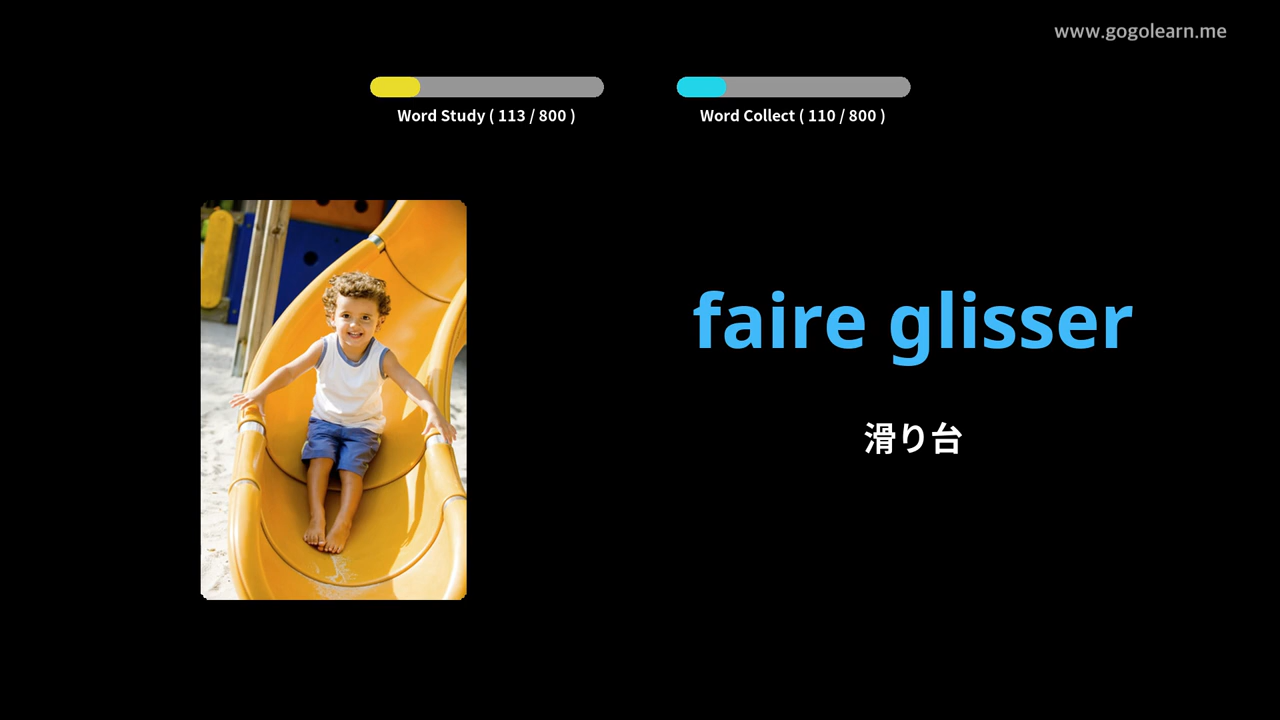 www.gogolearn.me
Word Study ( 113 / 800 )
Word Collect ( 110 / 800 )
faire glisser
滑り台